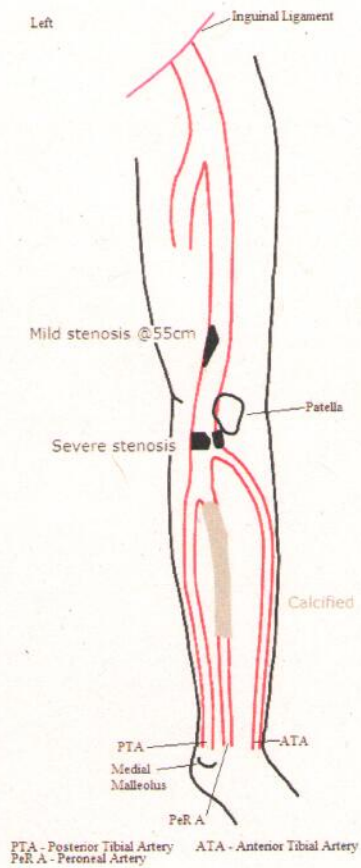 Left
Inguinal Ligament
Mild stenosis @55cm
Patella
Severe stenosis
Calcified
PTA
ATA
Medial
Malleolus
PeR A
PTA - Posterior Tibial Artery ATA - Anterior Tibial Artery
PeR A - Peroneal Artery